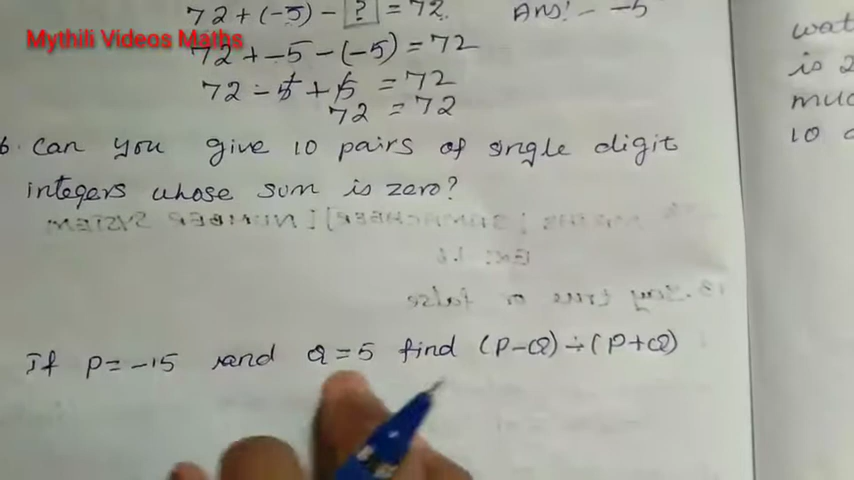 72 + (-5) - ? = 72
Ans: - -5
Mythili Videos Maths
72 + -5 - (-5) = 72
72 - 5 + 5 = 72
72 = 72
6. Can you give 10 pairs of single digit
integers whose sum is zero?
If P = -15 and Q = 5 find (P-Q) ÷ (P+Q)
wat
is 2
muc
10